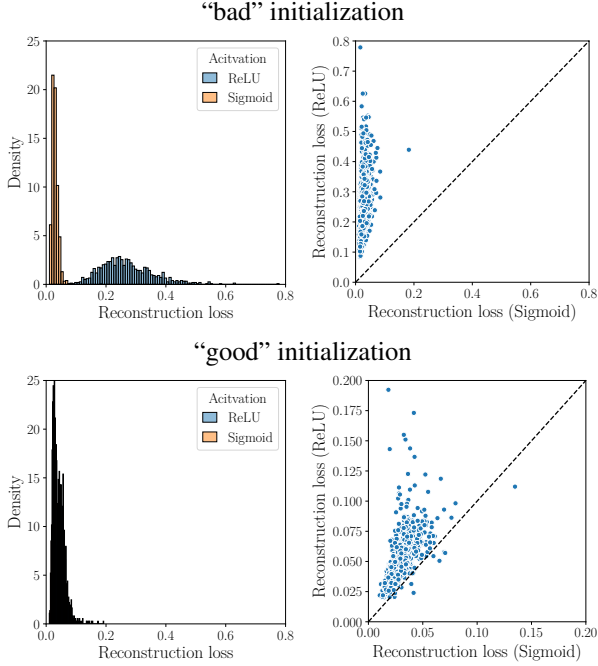 “bad” initialization
25
20
15
10
5
0
Density
Acitvation
ReLU
Sigmoid
0.0 0.2 0.4 0.6 0.8
Reconstruction loss
0.8
0.7
0.6
0.5
0.4
0.3
0.2
0.1
0.0
Reconstruction loss (ReLU)
0.0 0.2 0.4 0.6 0.8
Reconstruction loss (Sigmoid)
“good” initialization
25
20
15
10
5
0
Density
Acitvation
ReLU
Sigmoid
0.0 0.2 0.4 0.6 0.8
Reconstruction loss
0.200
0.175
0.150
0.125
0.100
0.075
0.050
0.025
0.000
Reconstruction loss (ReLU)
0.00 0.05 0.10 0.15 0.20
Reconstruction loss (Sigmoid)